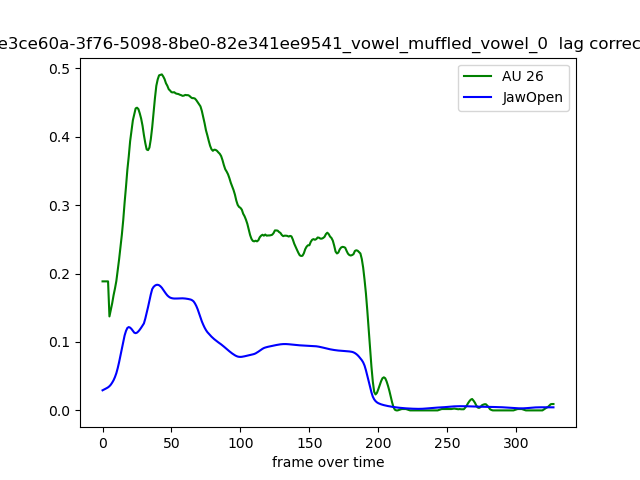 e3ce60a-3f76-5098-8be0-82e341ee9541_vowel_muffled_vowel_0 lag correc
AU 26
JawOpen
0.5
0.4
0.3
0.2
0.1
0.0
0 50 100 150 200 250 300
frame over time